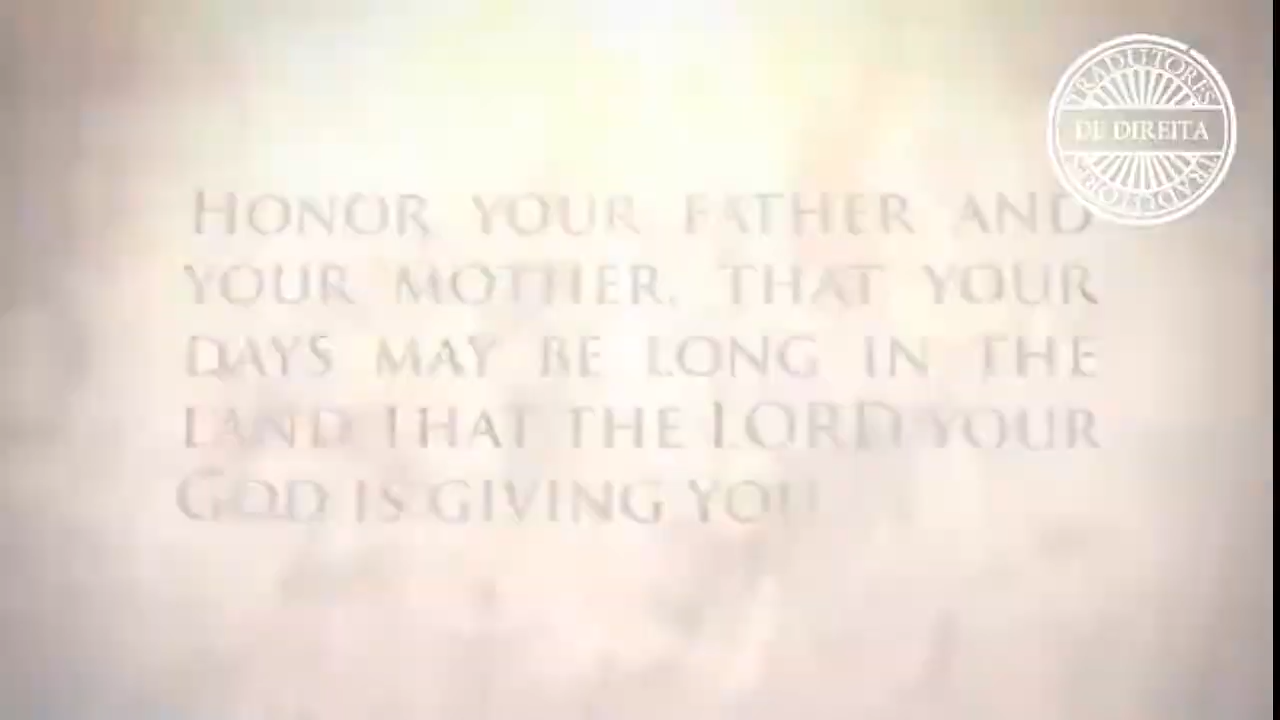 HONOR YOUR FATHER AND
YOUR MOTHER, THAT YOUR
DAYS MAY BE LONG IN THE
LAND THAT THE LORD YOUR
GOD IS GIVING YOU
TRADUTORES
DE DIREITA